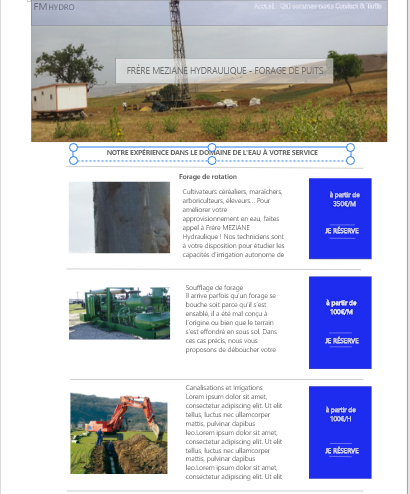 FM HYDRO
Accueil
FRÉRE MEZIANE HYDRAULIQUE - FORAGE DE PUITS
NOTRE EXPÉRIENCE DANS LE DOMAINE DE L'EAU À VOTRE SERVICE
Forage de rotation
Cultivateurs céréaliers, maraichers,
arboriculteurs, éleveurs... Pour
améliorer votre
approvisionnement en eau, faites
appel à Frére MEZIANE
Hydraulique ! Nos techniciens sont
à votre disposition pour étudier les
capacités d'irrigation autonome de
à partir de
350€/M
JE RÉSERVE
Soufflage de forage
Il arrive parfois qu'un forage se
bouche soit parce qu'il s'est
ensablé, il a été mal conçu à
l'origine ou bien que le terrain
s'est effondré en sous sol. Dans
ces cas précis, nous vous
proposons de déboucher votre
à partir de
100€/M
JE RÉSERVE
Canalisations et Irrigations
Lorem ipsum dolor sit amet,
consectetur adipiscing elit. Ut elit
tellus, luctus nec ullamcorper
mattis, pulvinar dapibus
leo.Lorem ipsum dolor sit amet,
consectetur adipiscing elit. Ut elit
tellus, luctus nec ullamcorper
mattis, pulvinar dapibus
leo.Lorem ipsum dolor sit amet,
consectetur adipiscing elit. Ut elit
à partir de
100€/H
JE RÉSERVE